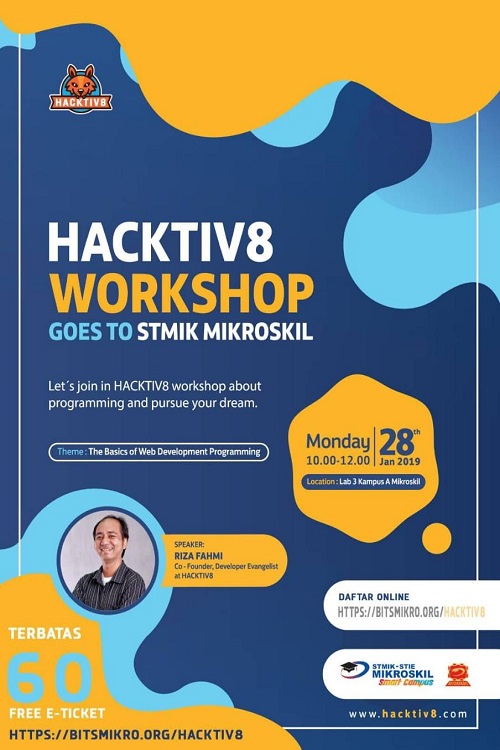 HACKTIV8
HACKTIV8
WORKSHOP
GOES TO STMIK MIKROSKIL
Let´s join in HACKTIV8 workshop about
programming and pursue your dream.
Theme : The Basics of Web Development Programming
Monday 28th
10.00-12.00 Jan 2019
Location : Lab 3 Kampus A Mikroskil
SPEAKER:
RIZA FAHMI
Co - Founder, Developer Evangelist
at HACKTIV8
DAFTAR ONLINE
HTTPS://BITSMIKRO.ORG/HACKTIV8
TERBATAS
60
FREE E-TICKET
HTTPS://BITSMIKRO.ORG/HACKTIV8
STMIK-STIE
MIKROSKIL
Smart Campus
www.hacktiv8.com